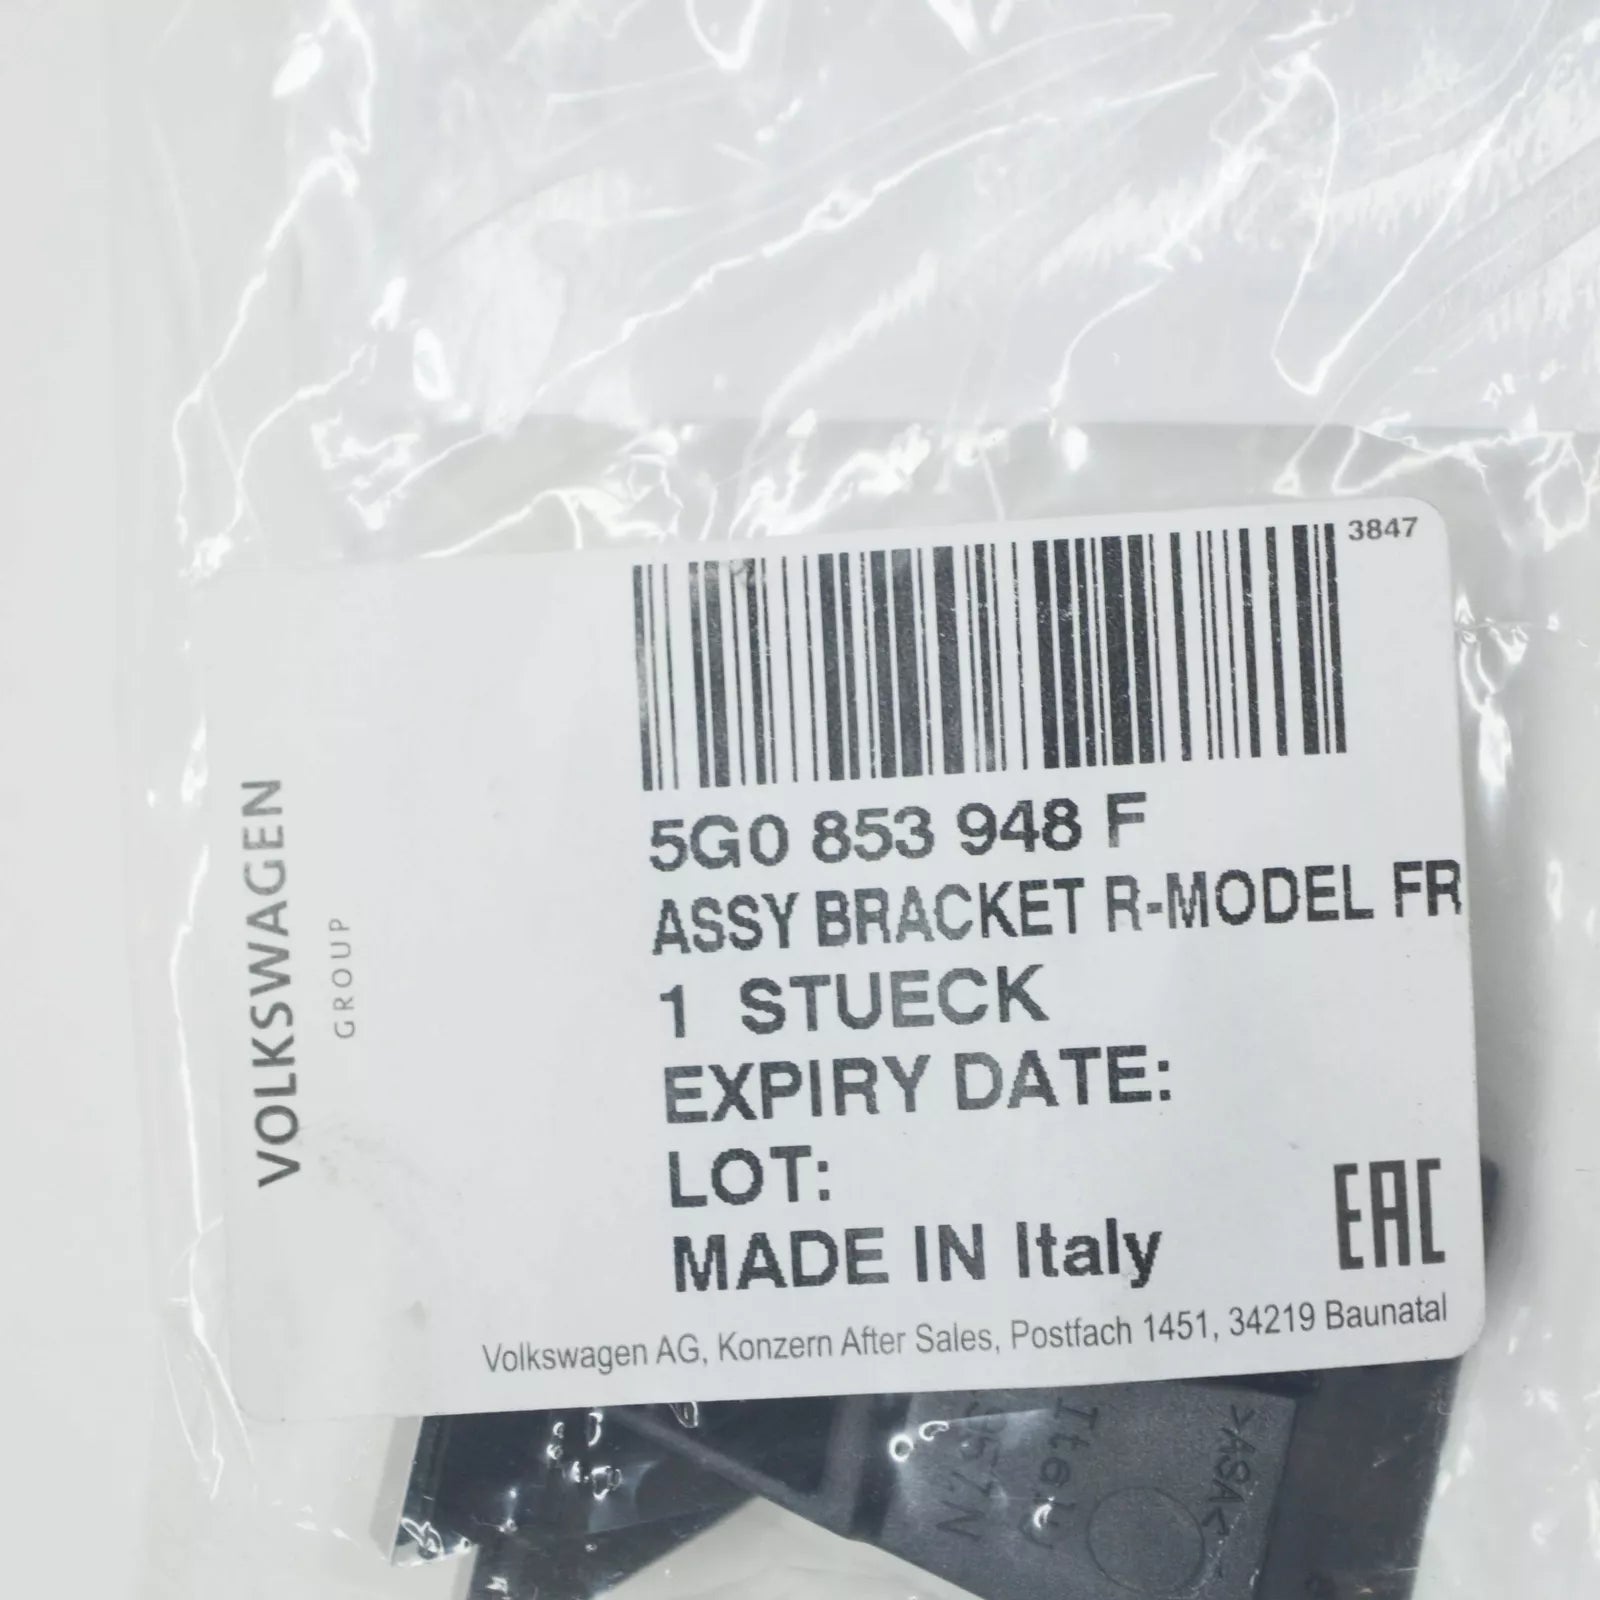 3847
5G0 853 948 F
ASSY BRACKET R-MODEL FR
1 STUECK
EXPIRY DATE:
LOT:
MADE IN Italy
EAC
Volkswagen AG, Konzern After Sales, Postfach 1451, 34219 Baunatal
VOLKSWAGEN
GROUP
>ASA<